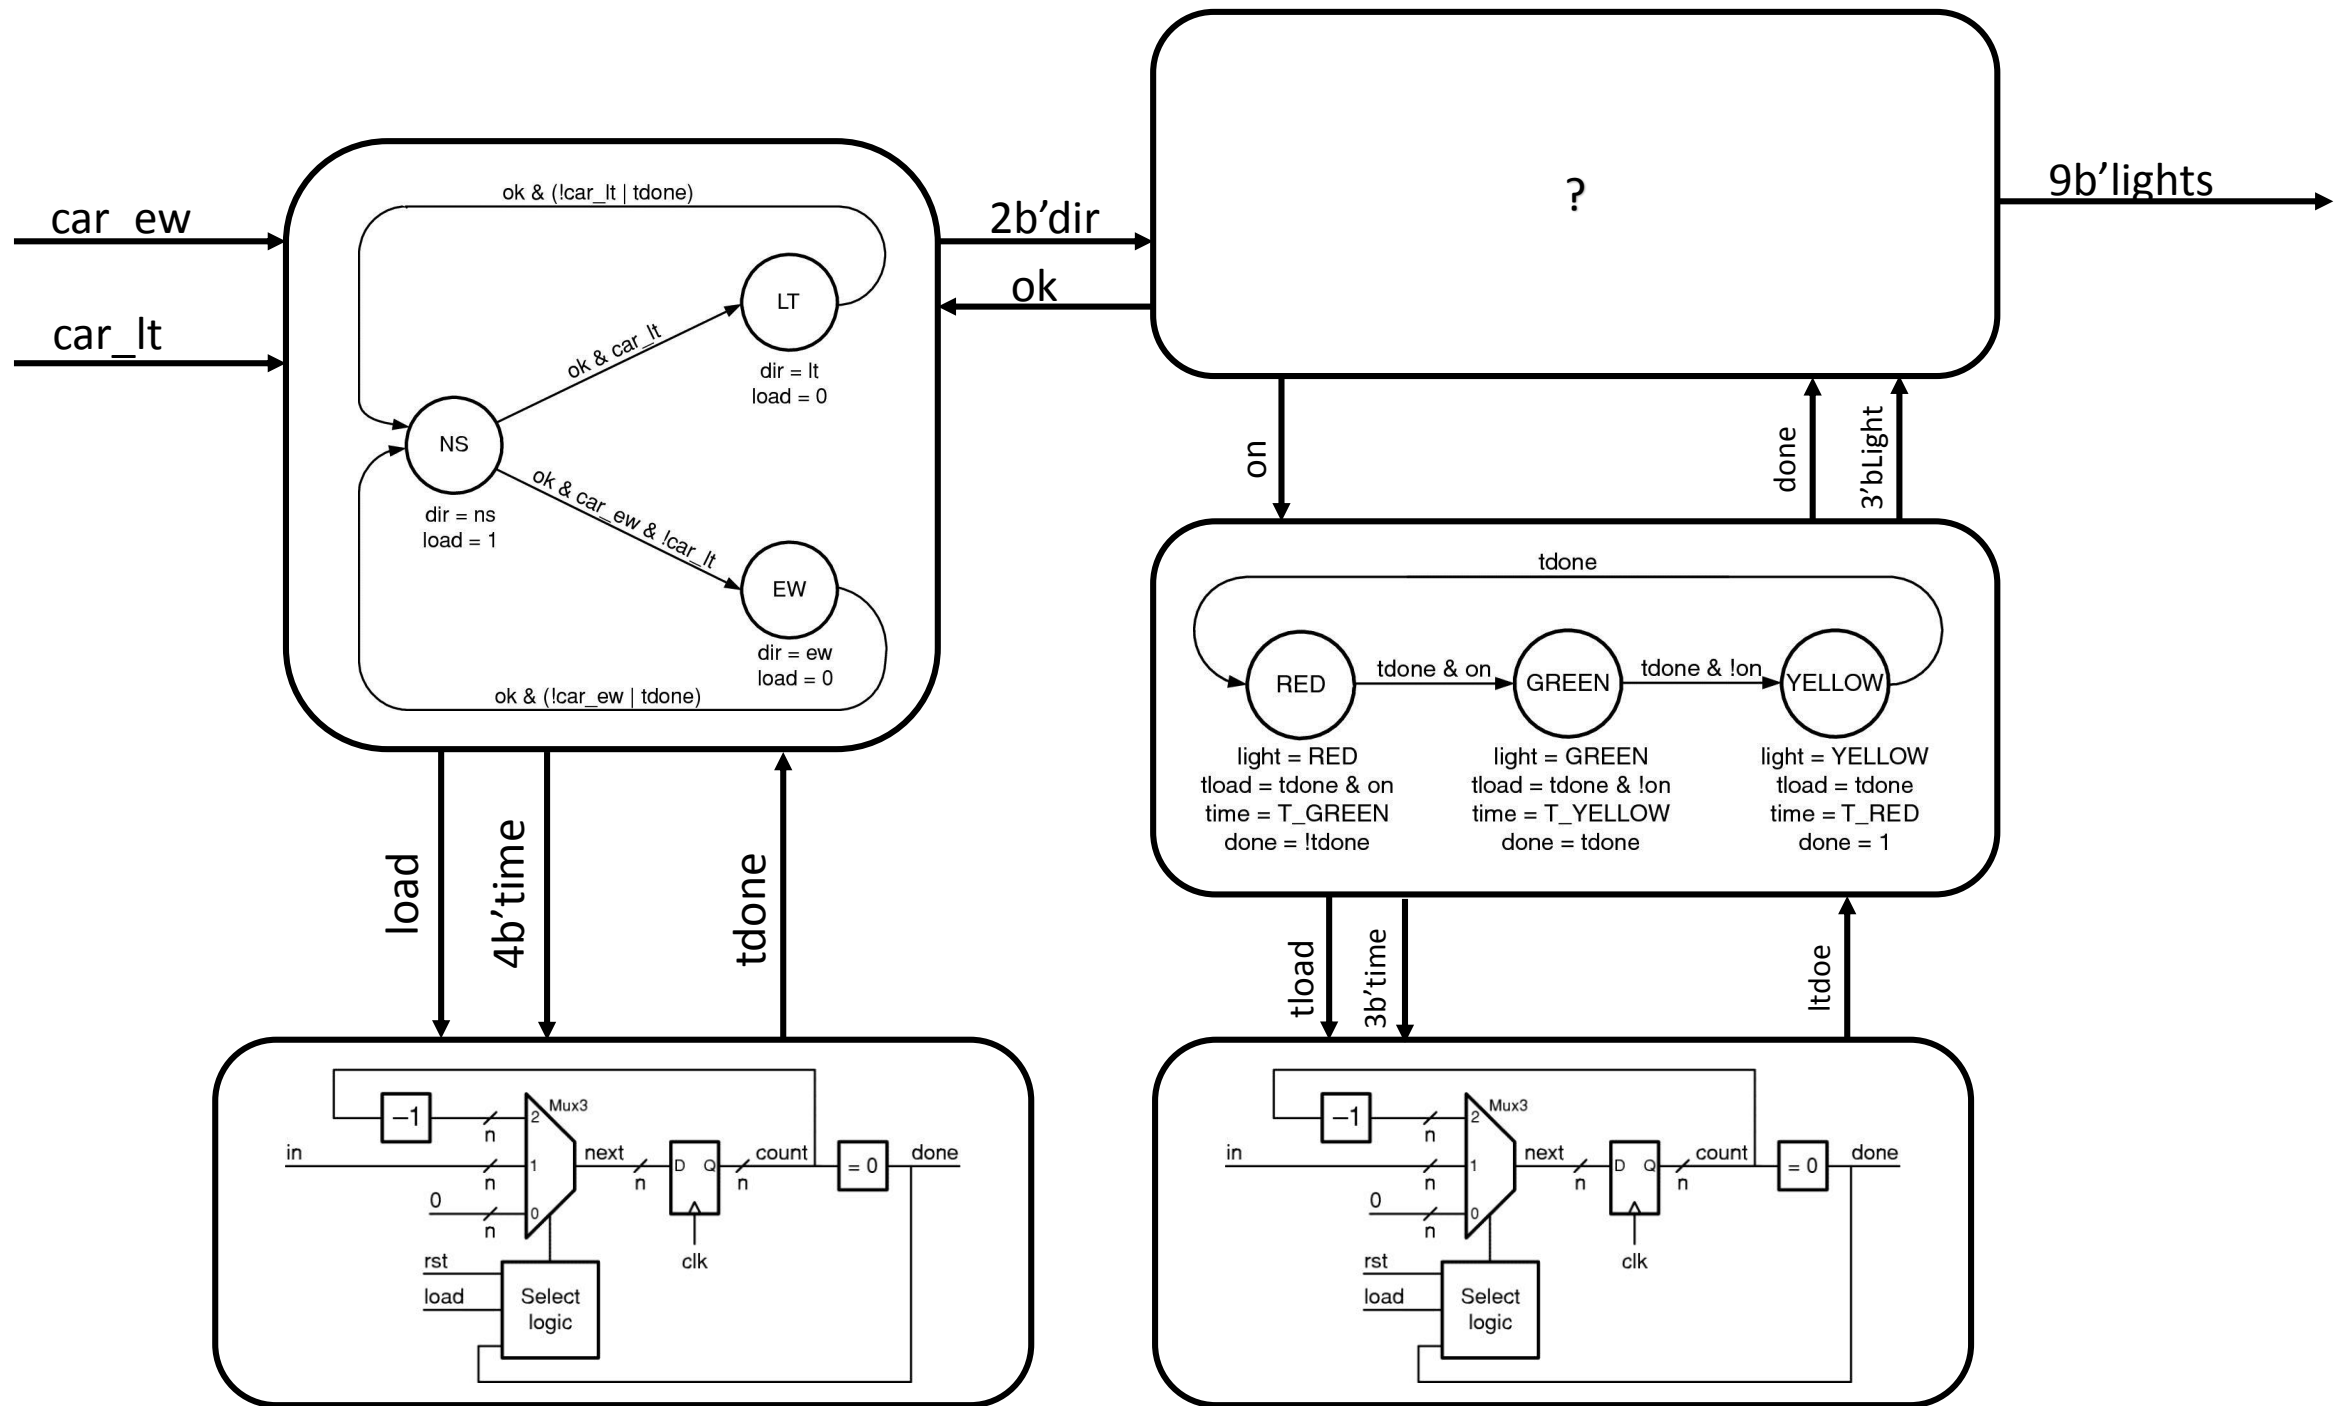 car_ew
car_lt
ok & (!car_lt | tdone)
LT
dir = lt
load = 0
ok & car_lt
NS
dir = ns
load = 1
ok & car_ew & !car_lt
EW
dir = ew
load = 0
ok & (!car_ew | tdone)
2b’dir
ok
?
9b’lights
on
done
3’bLight
tdone
RED
tdone & on
GREEN
tdone & !on
YELLOW
light = RED
tload = tdone & on
time = T_GREEN
done = !tdone
light = GREEN
tload = tdone & !on
time = T_YELLOW
done = tdone
light = YELLOW
tload = tdone
time = T_RED
done = 1
load
4b’time
tdone
tload
3b’time
ltdoe
–1
n
2
Mux3
in
n
1
next
n
D
Q
count
n
= 0
done
0
n
0
clk
rst
load
Select
logic
–1
n
2
Mux3
in
n
1
next
n
D
Q
count
n
= 0
done
0
n
0
clk
rst
load
Select
logic